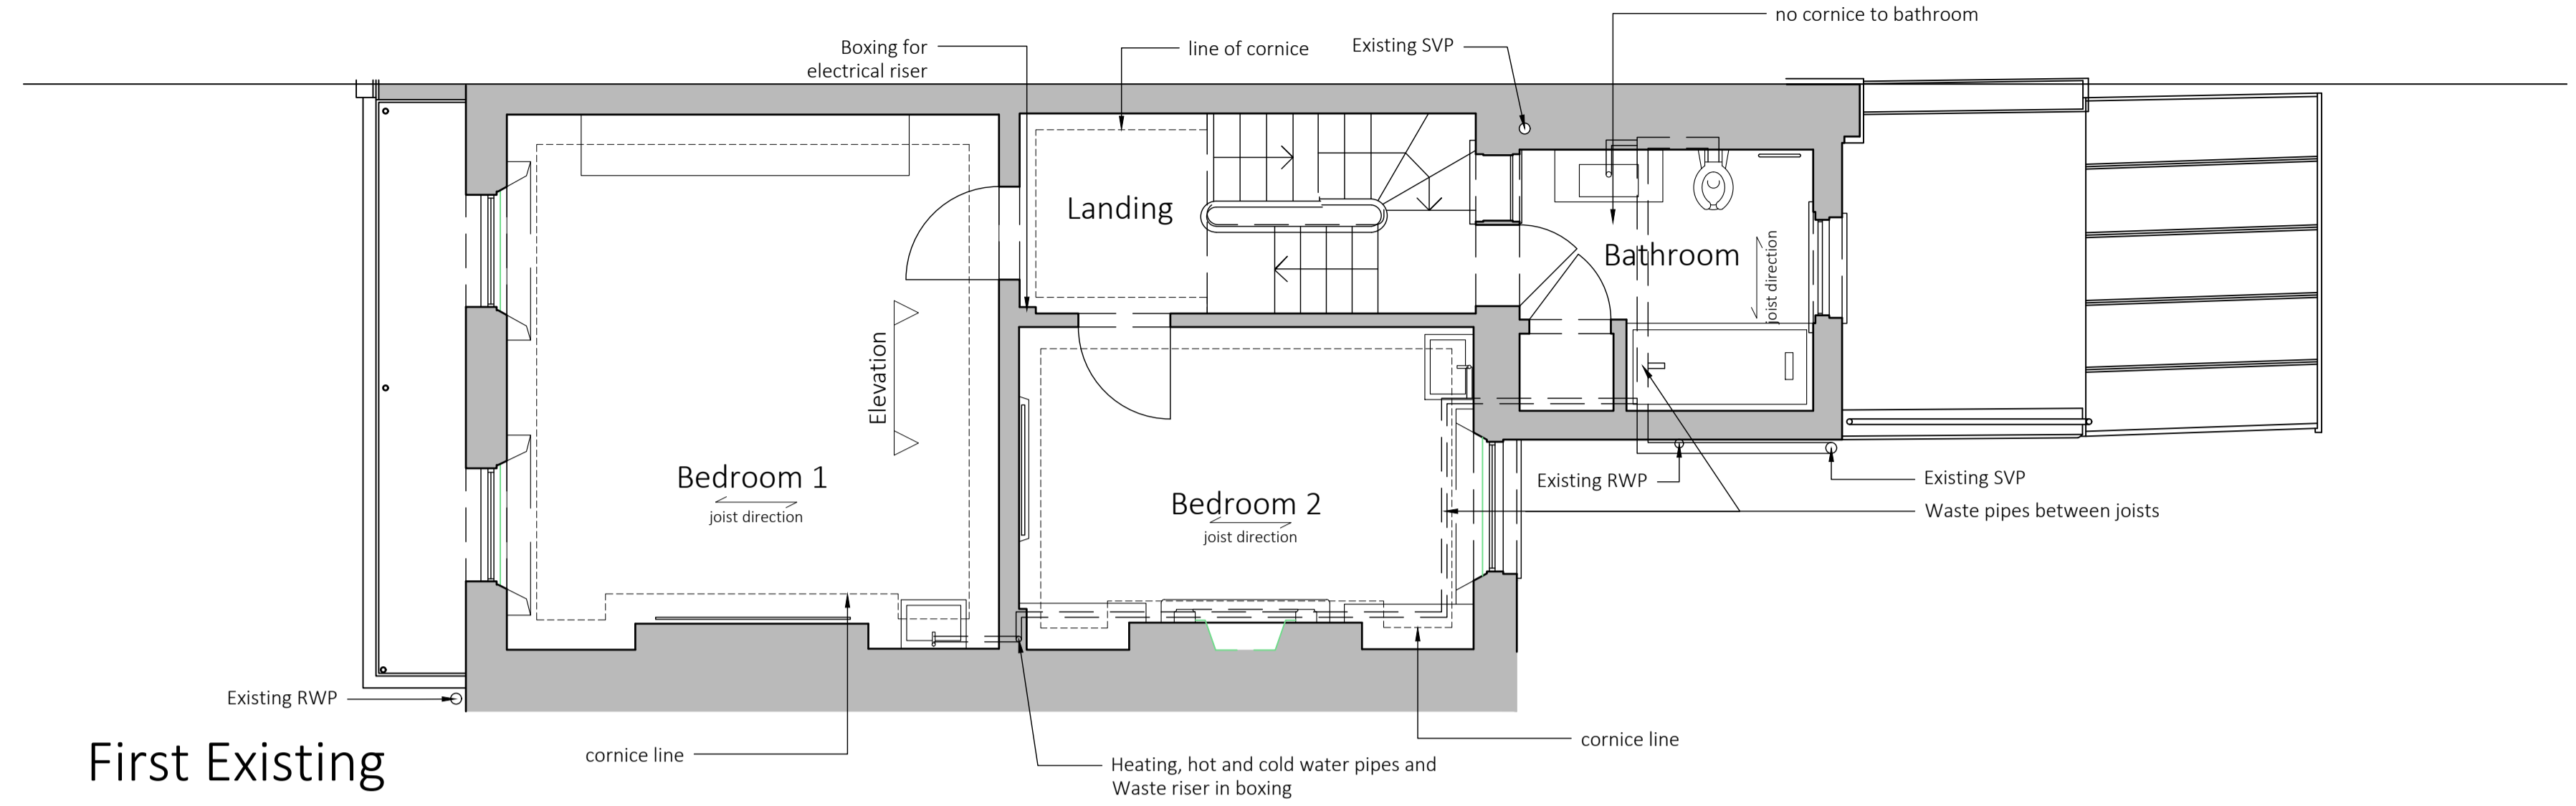 no cornice to bathroom
Boxing for
electrical riser
line of cornice
Existing SVP
Landing
Bathroom
joist direction
Elevation
Bedroom 1
joist direction
Bedroom 2
joist direction
Existing RWP
Existing SVP
Waste pipes between joists
Existing RWP
cornice line
cornice line
Heating, hot and cold water pipes and
Waste riser in boxing
First Existing